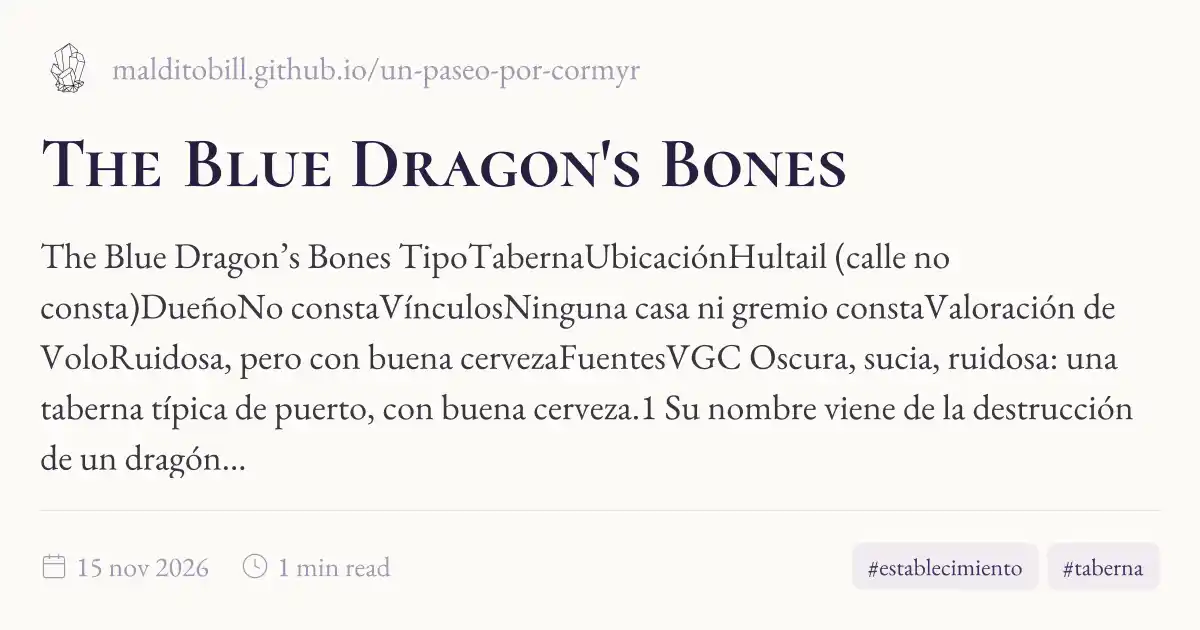 malditobill.github.io/un-paseo-por-cormyr
The Blue Dragon's Bones
The Blue Dragon’s Bones TipoTabernaUbicaciónHultail (calle no
consta)DueñoNo constaVínculosNinguna casa ni gremio constaValoración de
VoloRuidosa, pero con buena cervezaFuentesVGC Oscura, sucia, ruidosa: una
taberna típica de puerto, con buena cerveza.1 Su nombre viene de la destrucción
de un dragón...
15 nov 2026
1 min read
#establecimiento
#taberna